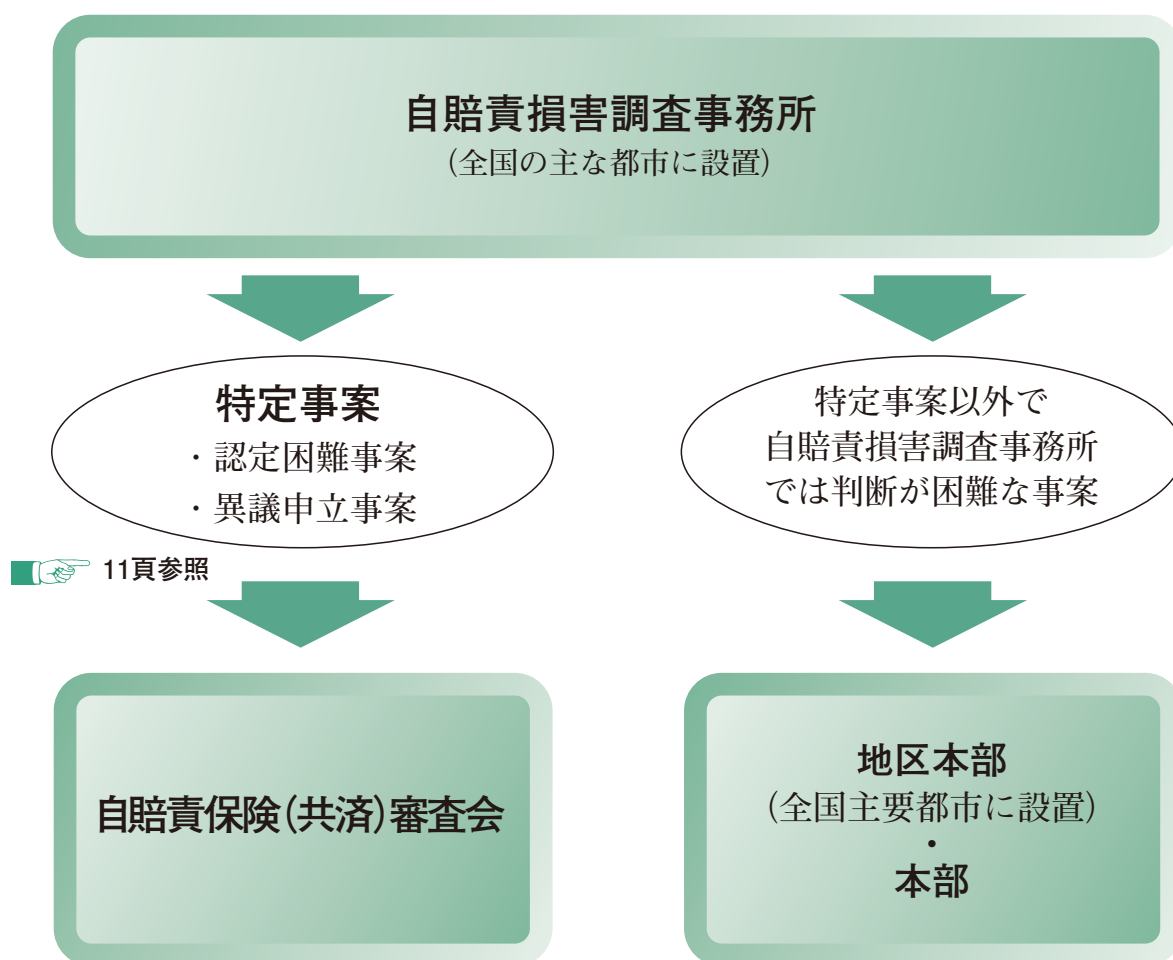 自賠責損害調査事務所
（全国の主な都市に設置）
特定事案
・認定困難事案
・異議申立事案
特定事案以外で
自賠責損害調査事務所
では判断が困難な事案
11頁参照
自賠責保険（共済）審査会
地区本部
（全国主要都市に設置）
・
本部